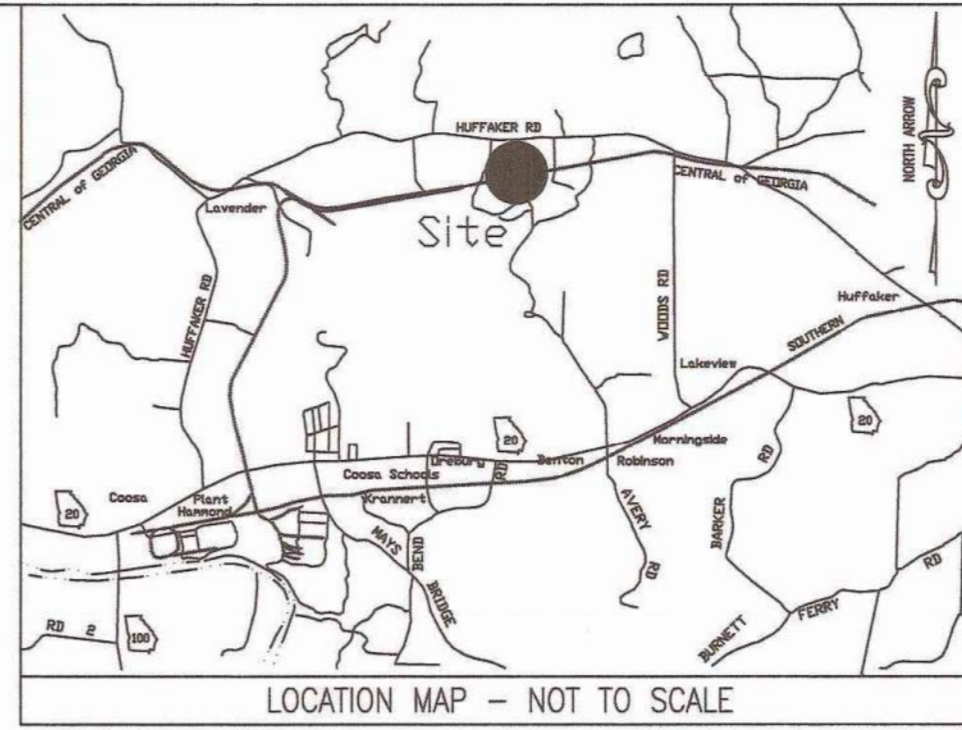 HUFFAKER RD
NORTH ARROW
CENTRAL of GEORGIA
CENTRAL of GEORGIA
Lavender
Site
HUFFAKER RD
WOODS RD
Huffaker
SOUTHERN
Lakeview
20
20
Morningside
Benton
Robinson
RD
Coosa Schools
Krannert
RD
Coosa
Plant
Hammond
20
MAYS
BEND
BRIDGE
AVERY
RD
BARKER
RD
BURNETT
FERRY
RD 2
100
LOCATION MAP - NOT TO SCALE